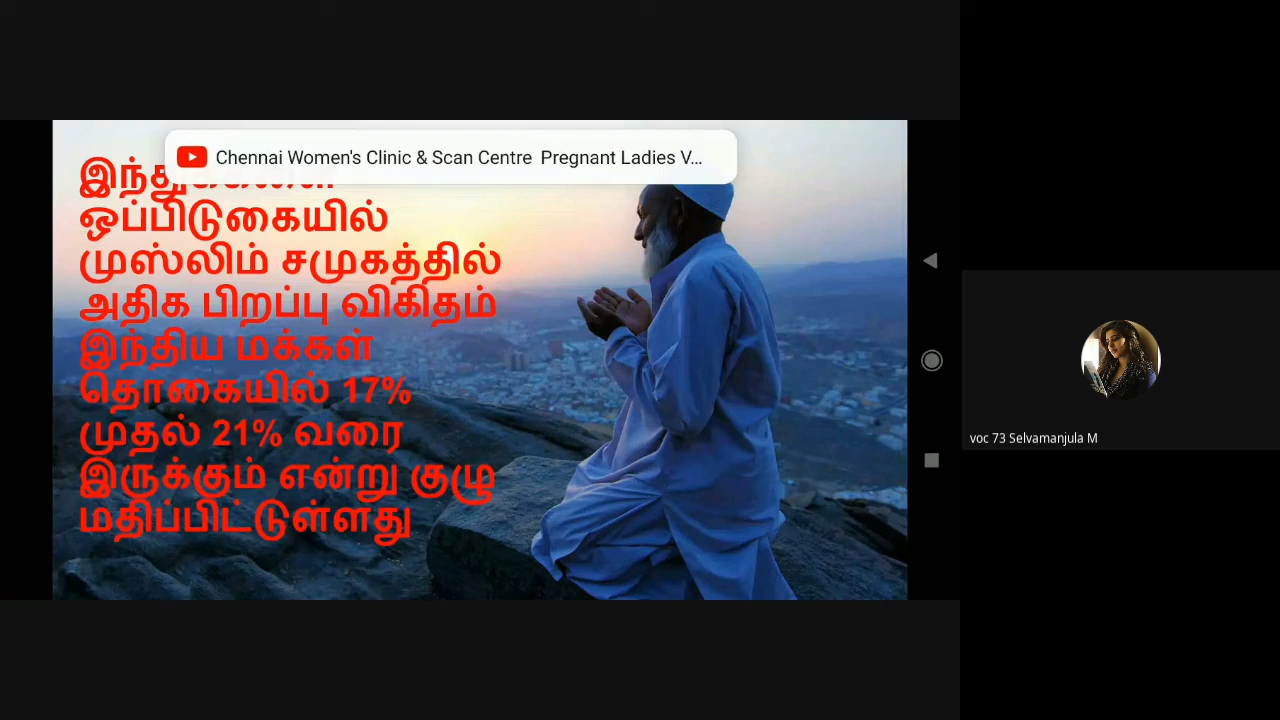 Chennai Women's Clinic & Scan Centre Pregnant Ladies V...
ஒப்பிடுகையில்
முஸ்லிம் சமுகத்தில்
அதிக பிறப்பு விகிதம்
இந்திய மக்கள்
தொகையில் 17%
முதல் 21% வரை
இருக்கும் என்று குழு
மதிப்பிட்டுள்ளது
voc 73 Selvamanjula M